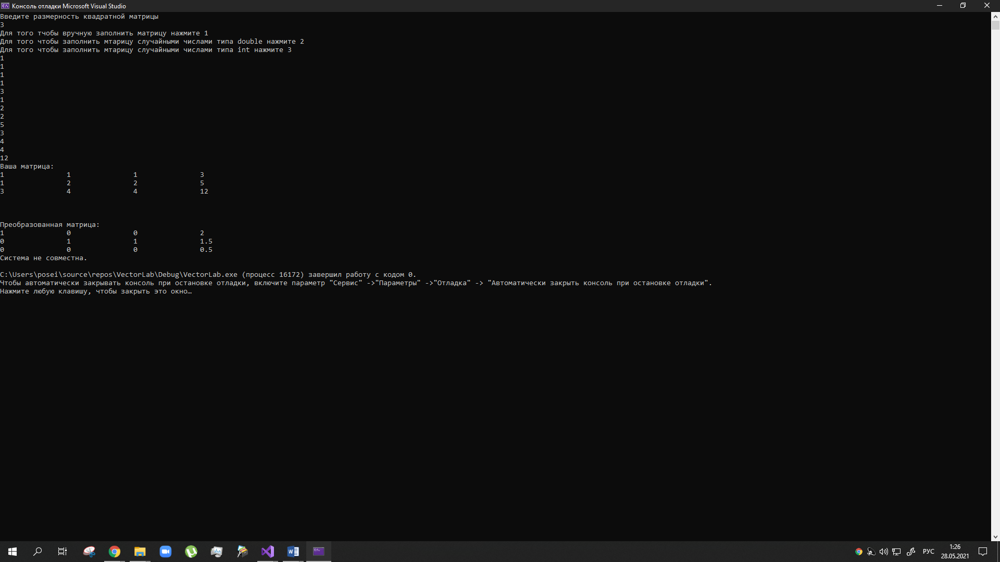 Консоль отладки Microsoft Visual Studio
Введите размерность квадратной матрицы
3
Для того тчобы вручную заполнить матрицу нажмите 1
Для того чтобы заполнить мтарицу случайными числами типа double нажмите 2
Для того чтобы заполнить мтарицу случайными числами типа int нажмите 3
1
1
1
1
3
1
2
2
5
3
4
4
12
Ваша матрица:
1 1 1 3
1 2 2 5
3 4 4 12
Преобразованная матрица:
1 0 0 2
0 1 1 1.5
0 0 0 0.5
Система не совместна.
C:\Users\posei\source\repos\VectorLab\Debug\VectorLab.exe (процесс 16172) завершил работу с кодом 0.
Чтобы автоматически закрывать консоль при остановке отладки, включите параметр "Сервис" ->"Параметры" ->"Отладка" -> "Автоматически закрыть консоль при остановке отладки".
Нажмите любую клавишу, чтобы закрыть это окно…
РУС
1:26
28.05.2021